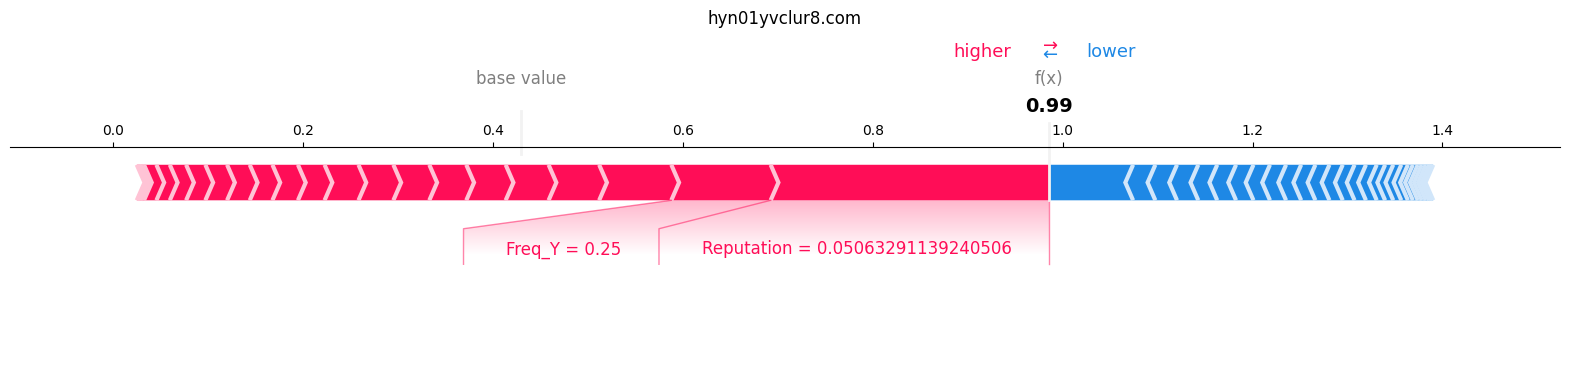 hyn01yvclur8.com
higher → ← lower
base value f(x)
0.99
0.0 0.2 0.4 0.6 0.8 1.0 1.2 1.4
Freq_Y = 0.25 Reputation = 0.05063291139240506